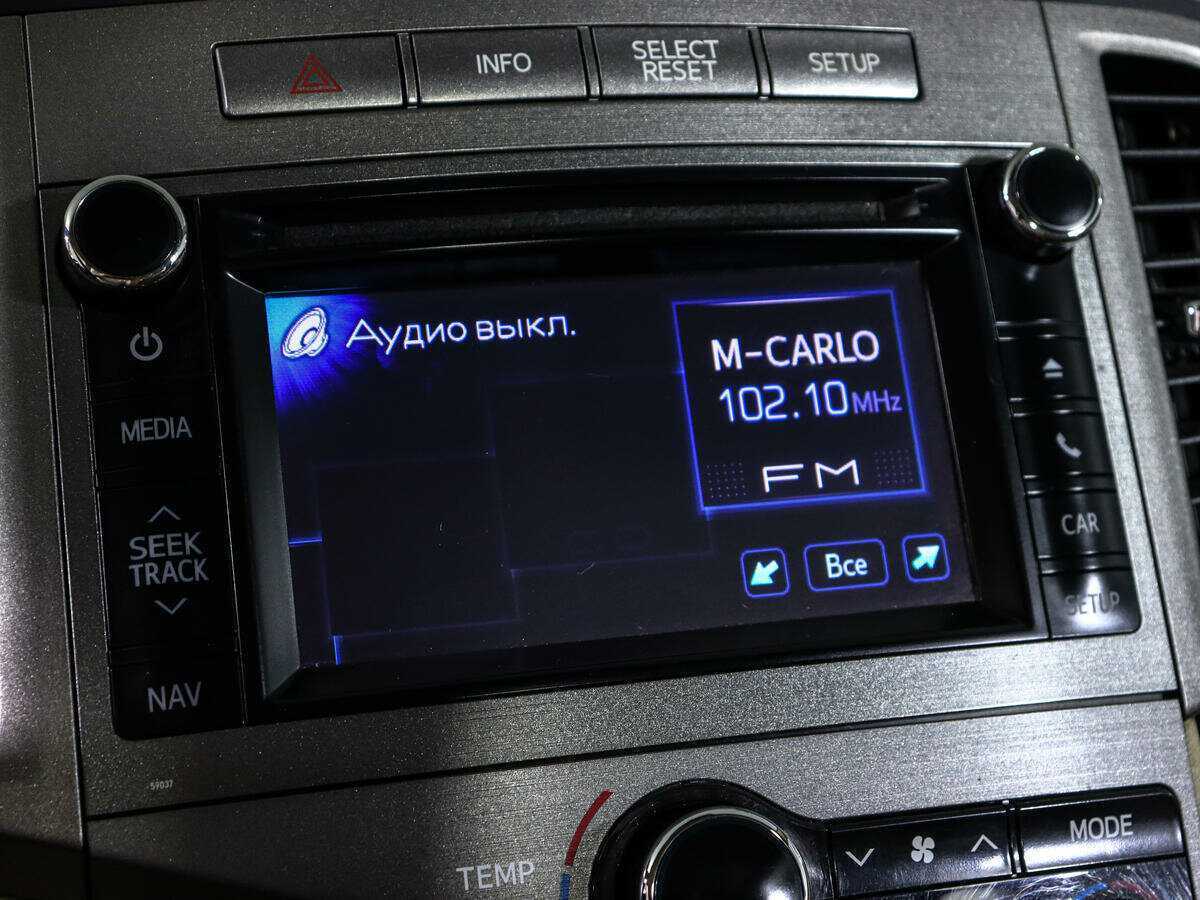 INFO
SELECT
RESET
SETUP
MEDIA
SEEK
TRACK
NAV
Аудио выкл.
M-CARLO
102.10MHz
FM
Все
CAR
SETUP
59037
TEMP
MODE